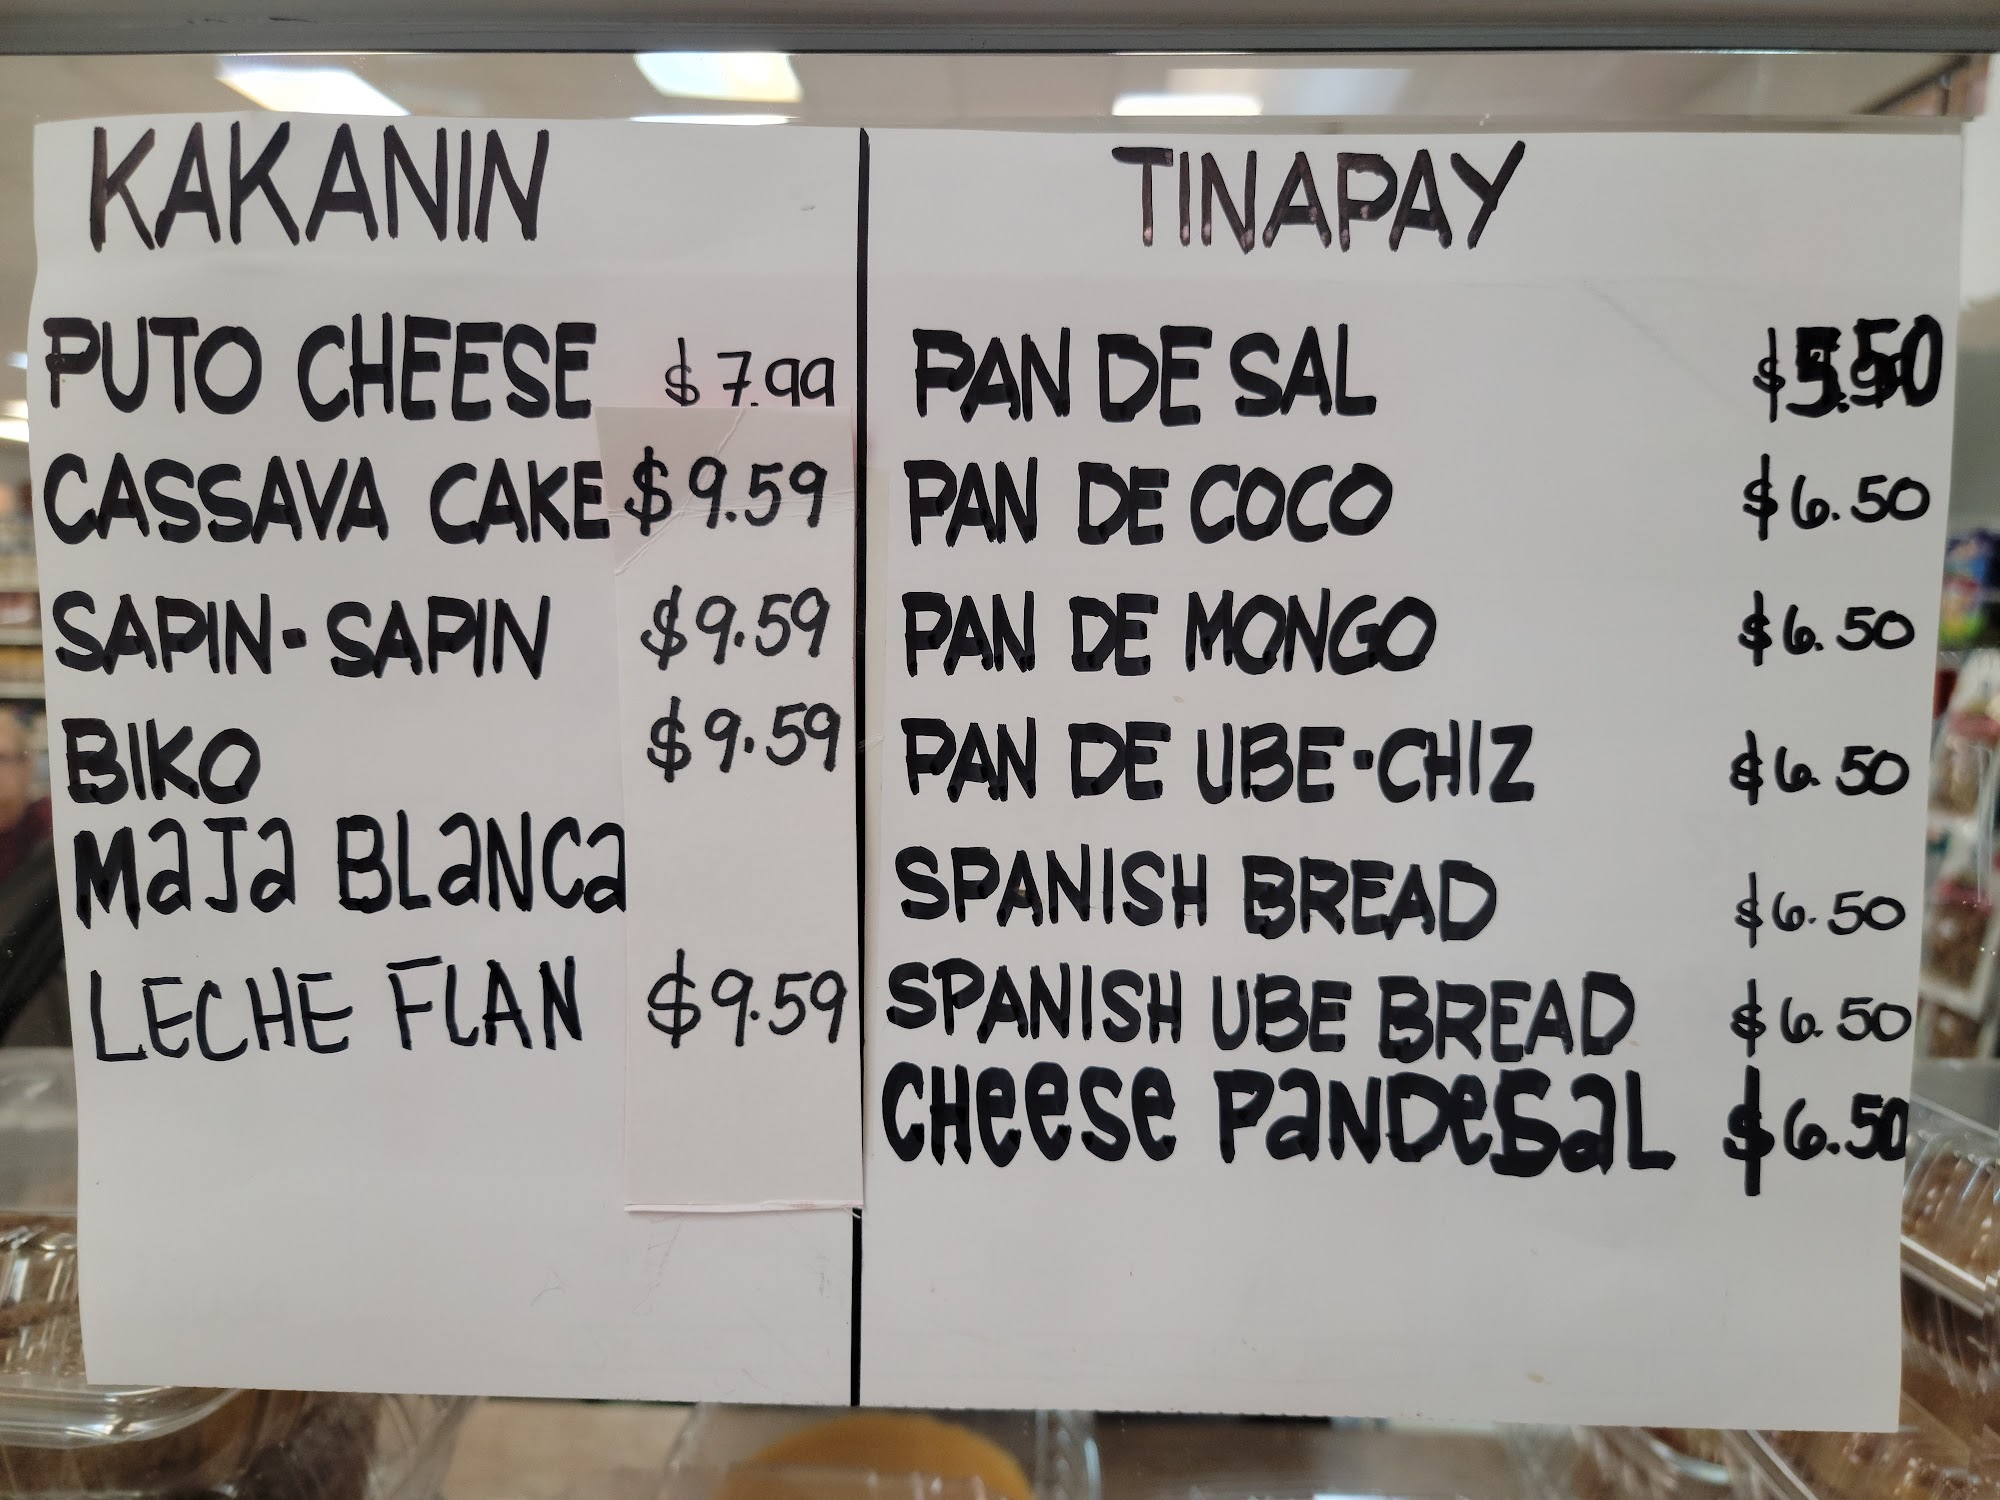 KAKANIN
PUTO CHEESE $7.99
CASSAVA CAKE $9.59
SAPIN-SAPIN $9.59
BIKO $9.59
MaJa BLaNCa
LECHE FLAN $9.59
TINAPAY
PAN DE SAL $5.50
PAN DE COCO $6.50
PAN DE MONGO $6.50
PAN DE UBE-CHIZ $6.50
SPANISH BREAD $6.50
SPANISH UBE BREAD $6.50
CHeese PaNDeSaL $6.50